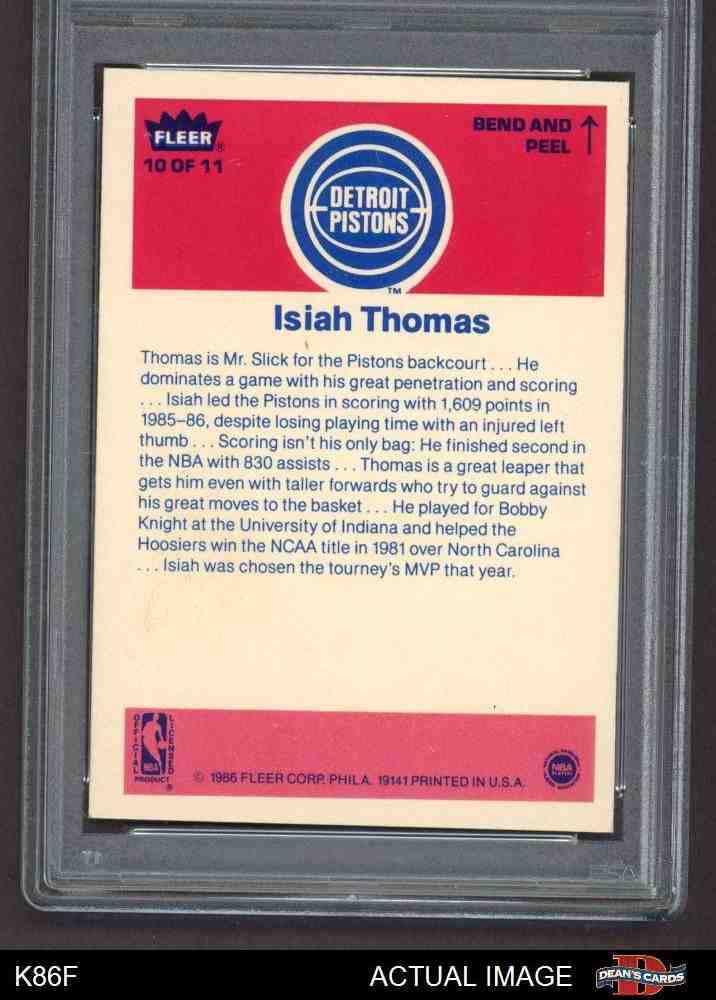 FLEER®
10 OF 11
BEND AND
PEEL
DETROIT
PISTONS
TM
Isiah Thomas
Thomas is Mr. Slick for the Pistons backcourt . . . He
dominates a game with his great penetration and scoring
. . . Isiah led the Pistons in scoring with 1,609 points in
1985–86, despite losing playing time with an injured left
thumb . . . Scoring isn't his only bag: He finished second in
the NBA with 830 assists . . . Thomas is a great leaper that
gets him even with taller forwards who try to guard against
his great moves to the basket . . . He played for Bobby
Knight at the University of Indiana and helped the
Hoosiers win the NCAA title in 1981 over North Carolina
. . . Isiah was chosen the tourney's MVP that year.
OFFICIAL LICENSED
NBA
PRODUCT ®
© 1986 FLEER CORP. PHILA. 19141 PRINTED IN U.S.A.
NBA
PLAYERS
K86F
ACTUAL IMAGE
DEAN'S CARDS